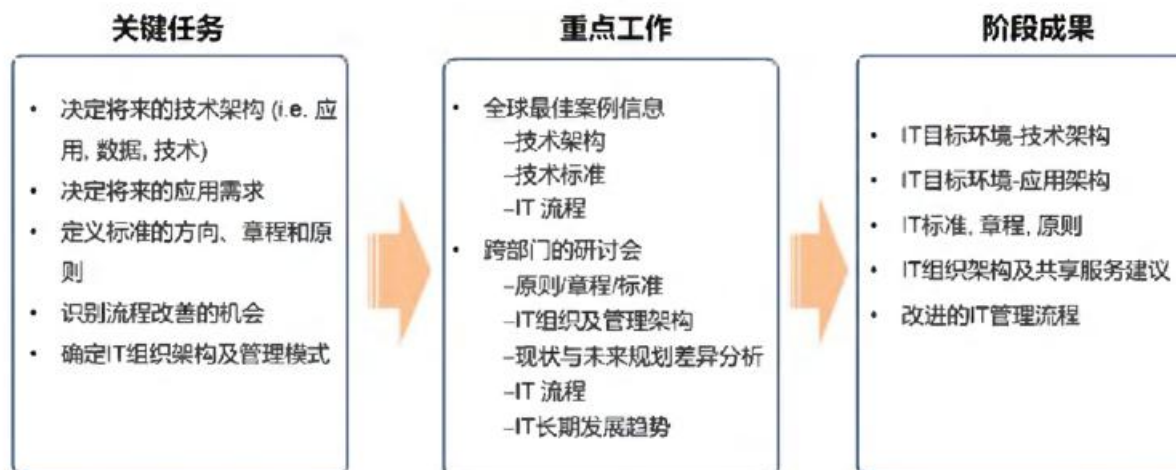 关键任务
• 决定将来的技术架构 (i.e. 应
用, 数据, 技术)
• 决定将来的应用需求
• 定义标准的方向、章程和原
则
• 识别流程改善的机会
• 确定IT组织架构及管理模式
重点工作
• 全球最佳案例信息
–技术架构
–技术标准
–IT 流程
• 跨部门的研讨会
–原则/章程/标准
–IT组织及管理架构
–现状与未来规划差异分析
–IT 流程
–IT长期发展趋势
阶段成果
• IT目标环境-技术架构
• IT目标环境-应用架构
• IT标准, 章程, 原则
• IT组织架构及共享服务建议
• 改进的IT管理流程